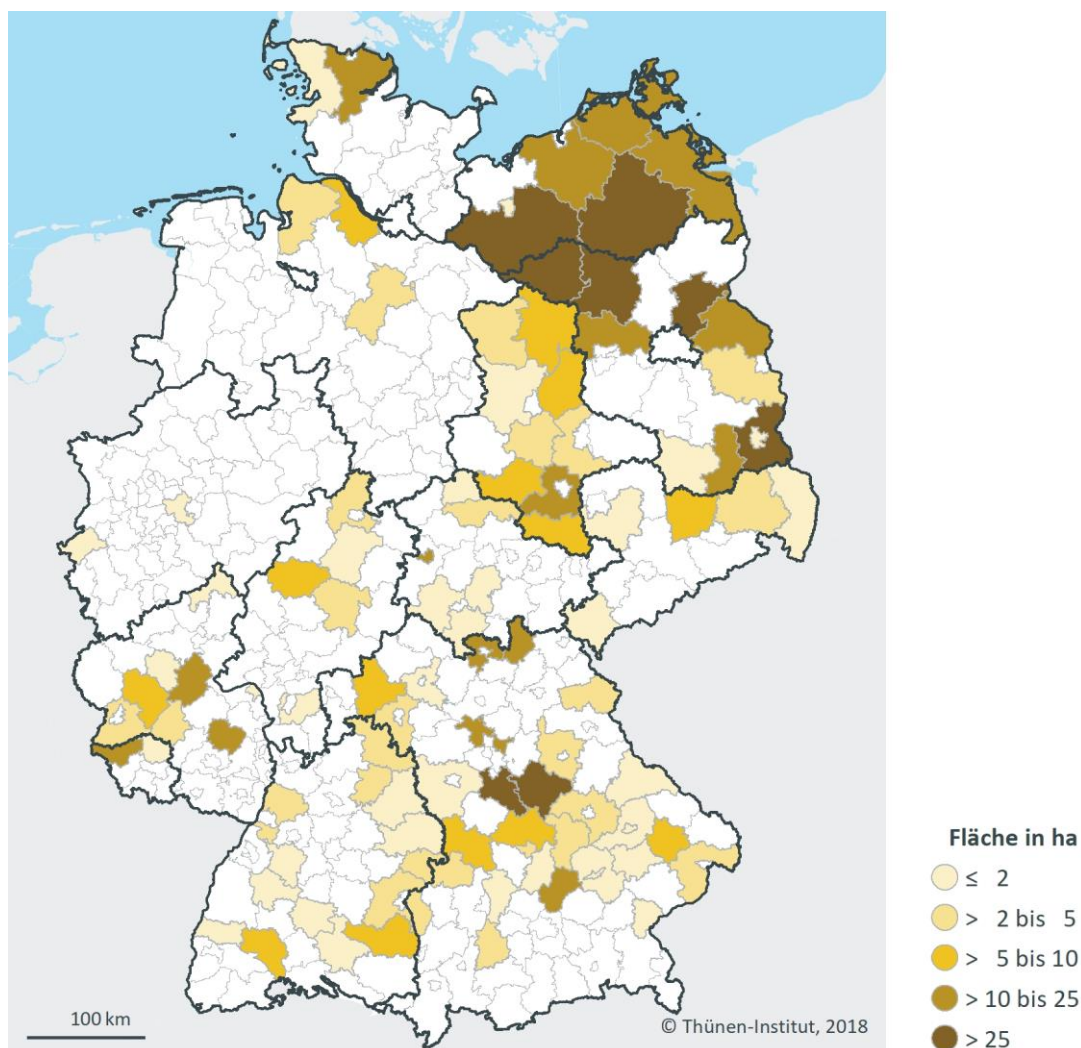 Fläche in ha
≤ 2
> 2 bis 5
> 5 bis 10
> 10 bis 25
> 25
100 km
© Thünen-Institut, 2018